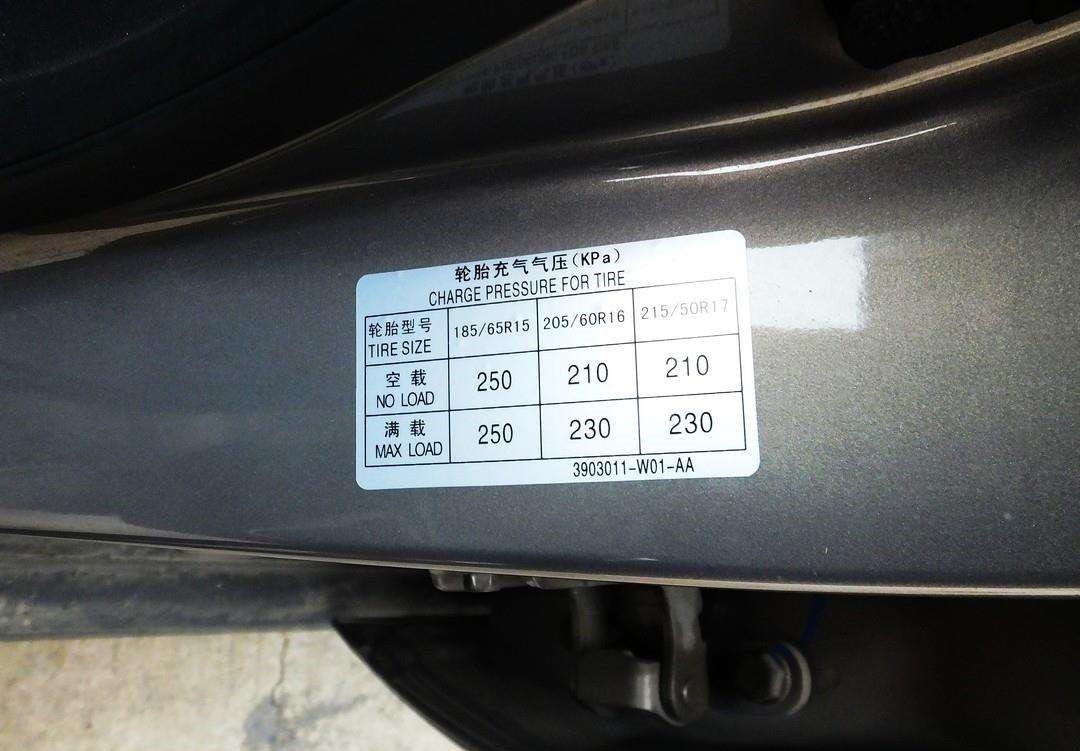 轮胎充气气压(KPa)
CHARGE PRESSURE FOR TIRE
轮胎型号 185/65R15 205/60R16 215/50R17
TIRE SIZE
空载 250 210 210
NO LOAD
满载 250 230 230
MAX LOAD
3903011-W01-AA